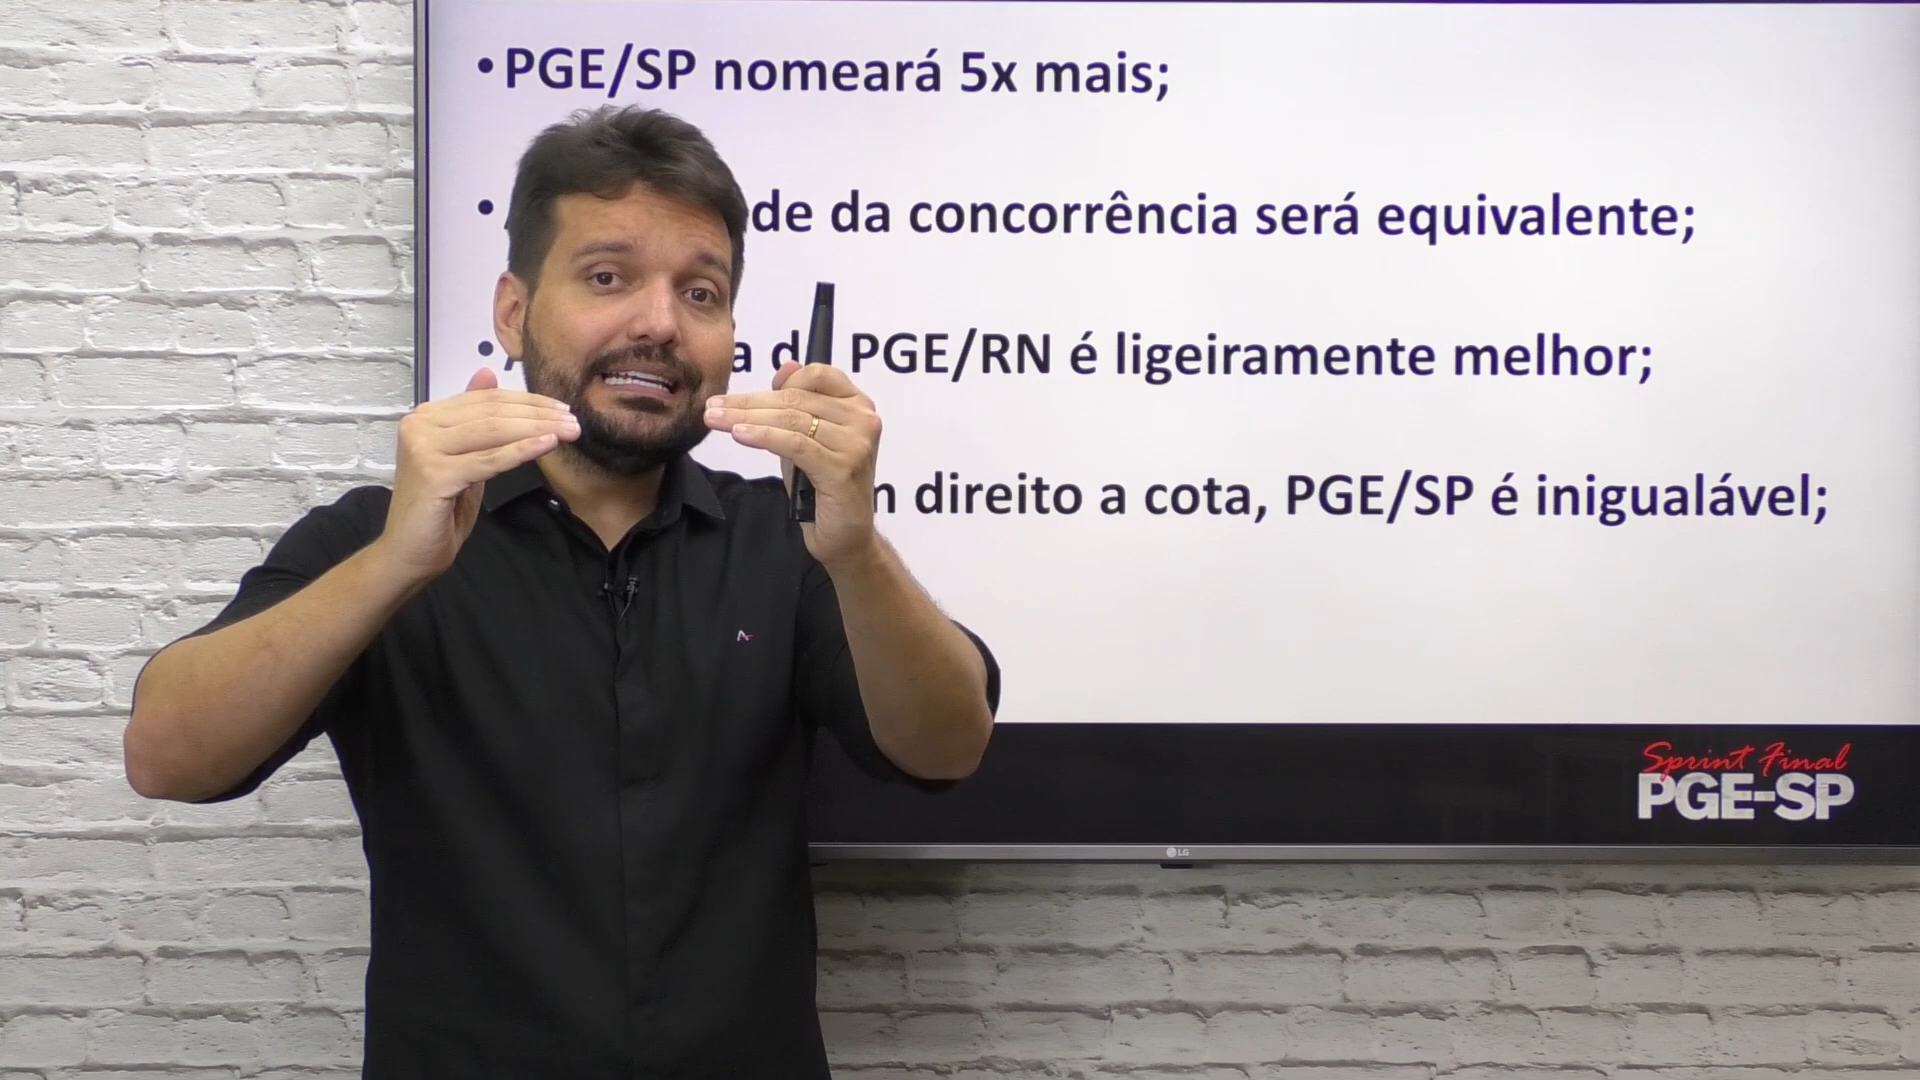 • PGE/SP nomeará 5x mais;
• de da concorrência será equivalente;
• PGE/RN é ligeiramente melhor;
direito a cota, PGE/SP é inigualável;
Sprint Final
PGE-SP
LG